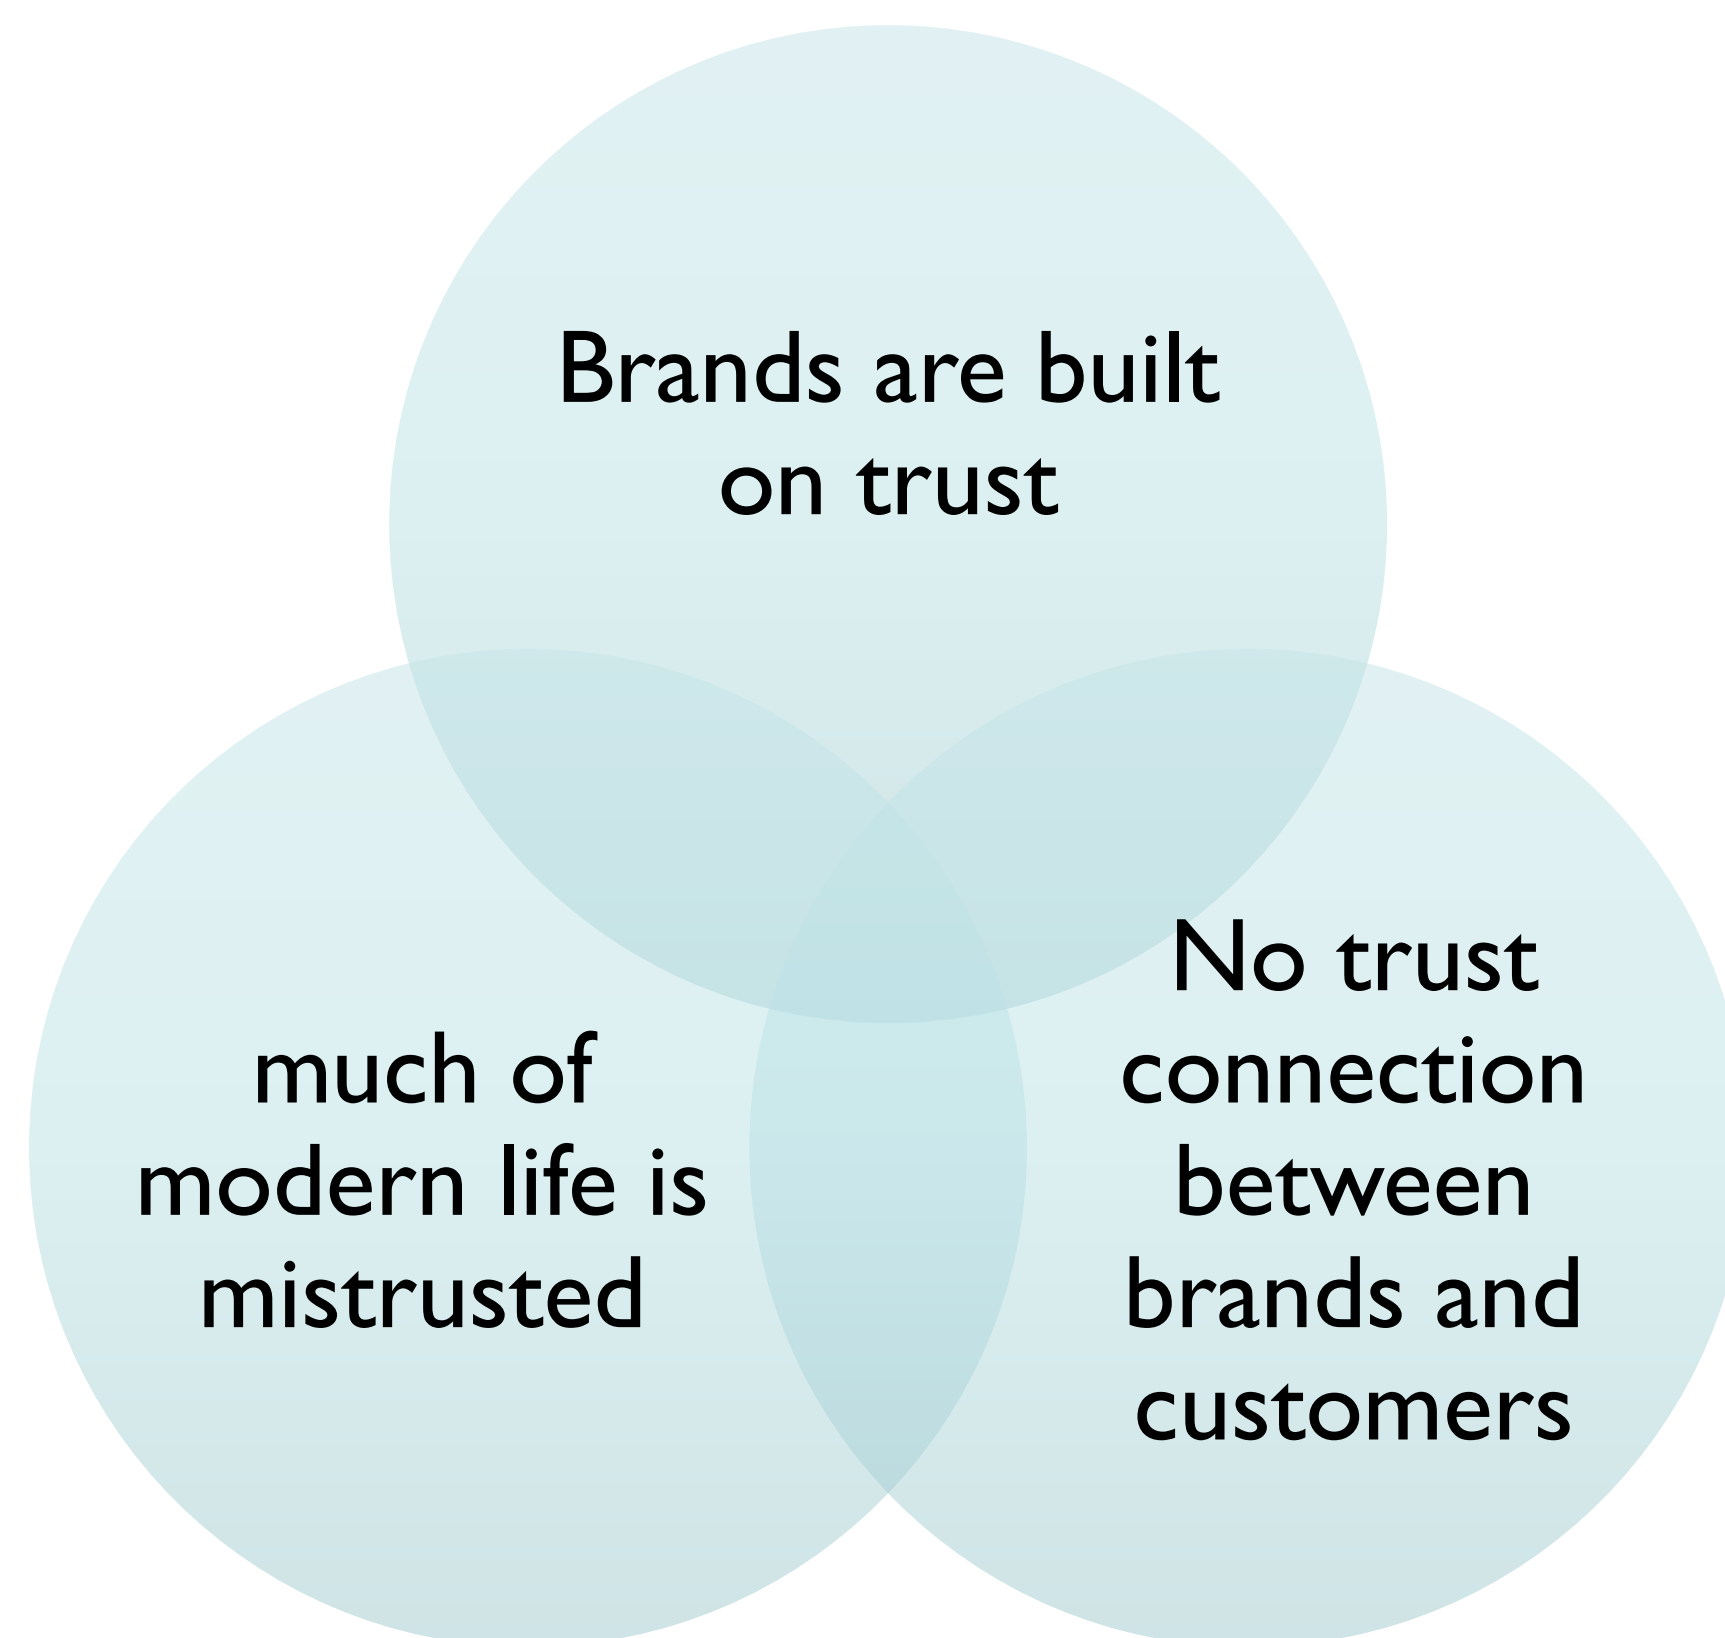 Brands are built
on trust
much of
modern life is
mistrusted
No trust
connection
between
brands and
customers